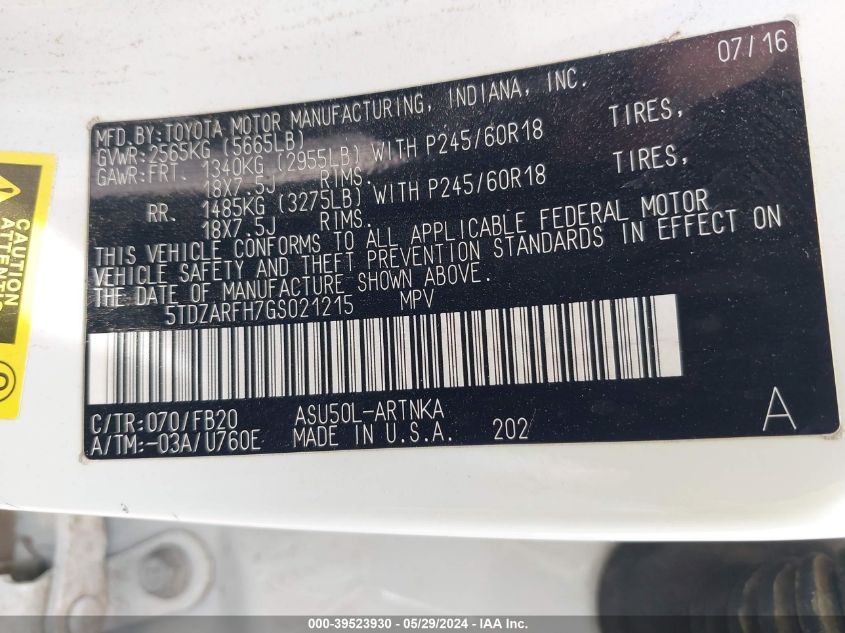 07/16
MFD.BY:TOYOTA MOTOR MANUFACTURING, INDIANA, INC.
GVWR:2565KG (5665LB)
GAWR:FRT. 1340KG (2955LB) WITH P245/60R18 TIRES,
18X7.5J RIMS.
RR. 1485KG (3275LB) WITH P245/60R18 TIRES,
18X7.5J RIMS.
THIS VEHICLE CONFORMS TO ALL APPLICABLE FEDERAL MOTOR
VEHICLE SAFETY AND THEFT PREVENTION STANDARDS IN EFFECT ON
THE DATE OF MANUFACTURE SHOWN ABOVE.
5TDZARFH7GS021215 MPV
C/TR:070/FB20 ASU50L-ARTNKA
A/TM:-03A/U760E MADE IN U.S.A. 202 A
CAUTION
ATTENTION
000-39523930 - 05/29/2024 - IAA Inc.